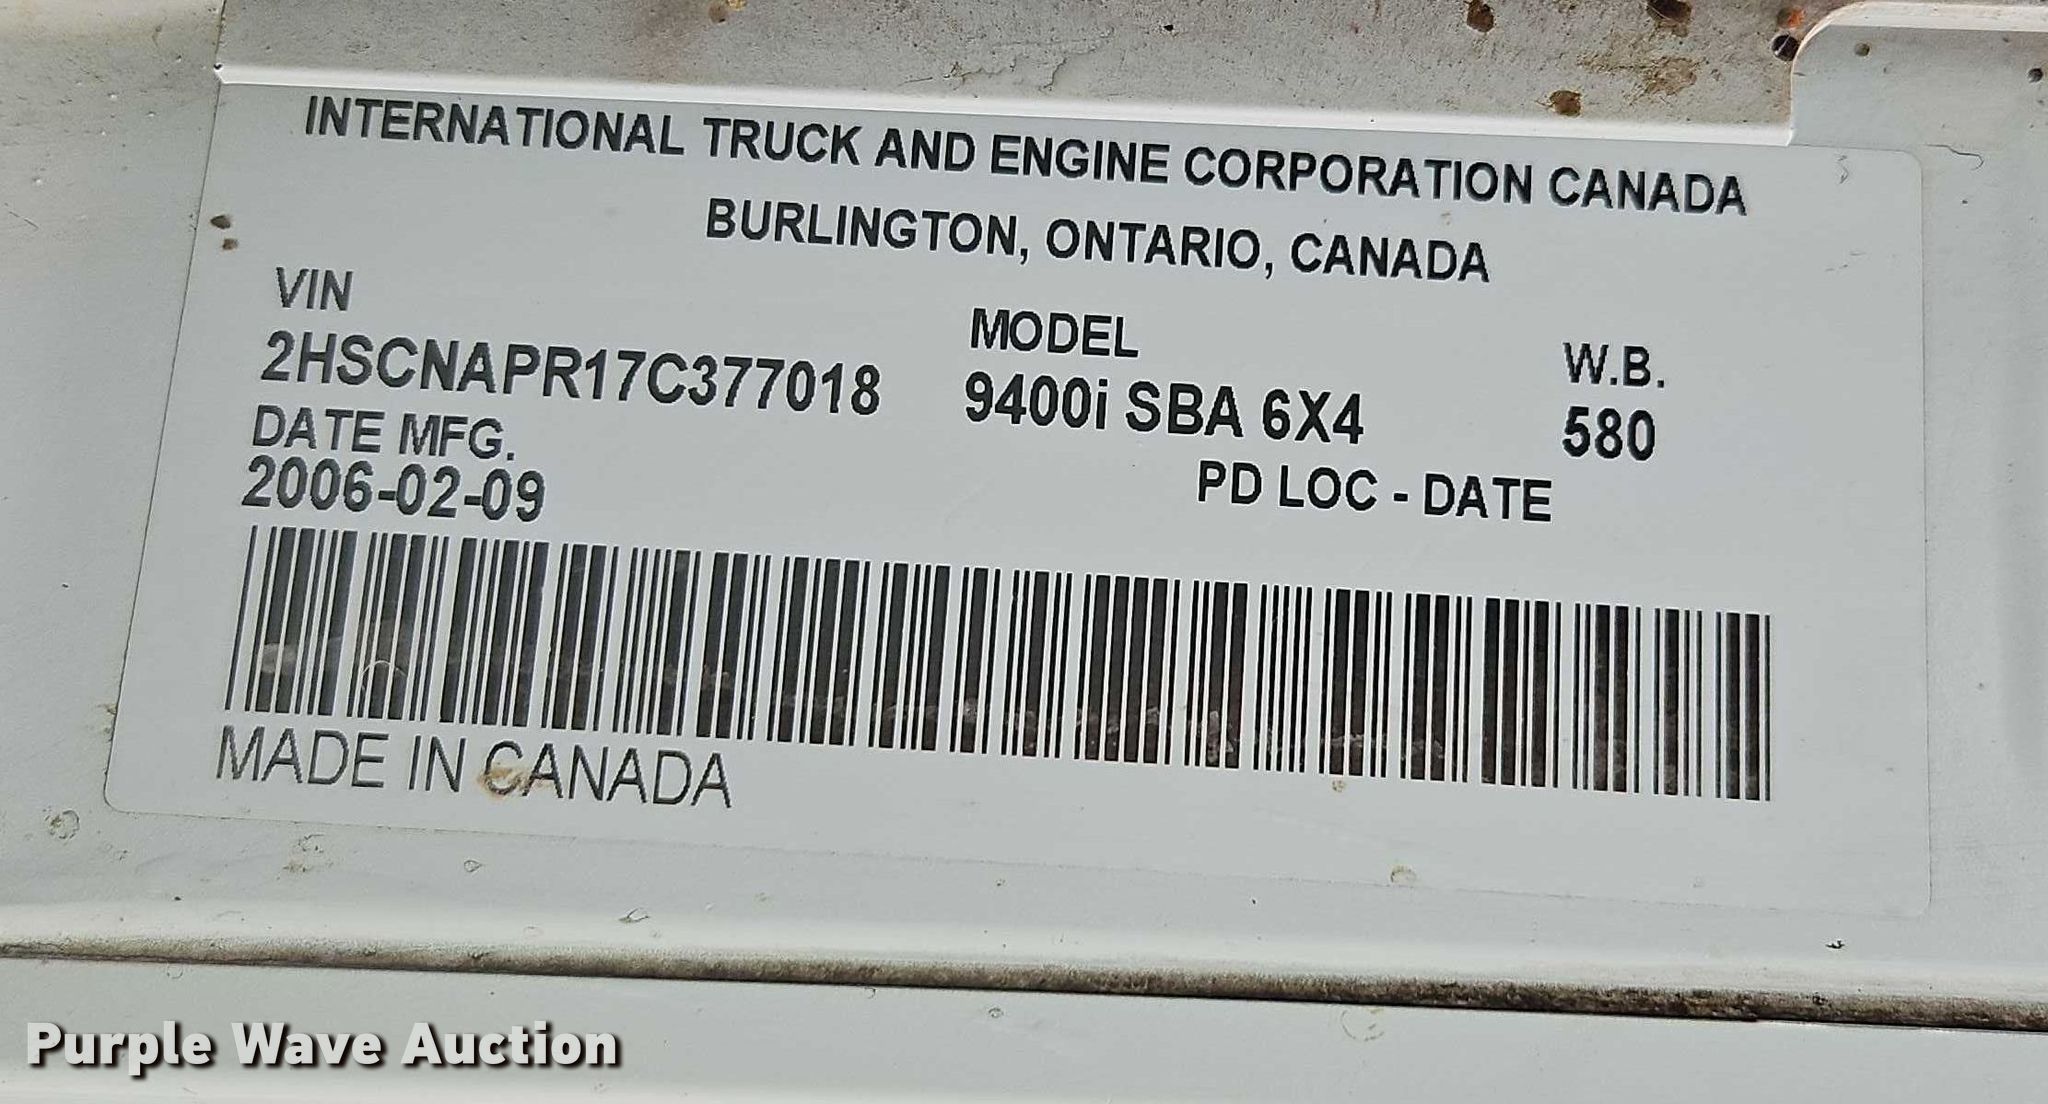 INTERNATIONAL TRUCK AND ENGINE CORPORATION CANADA
BURLINGTON, ONTARIO, CANADA
VIN MODEL W.B.
2HSCNAPR17C377018 9400i SBA 6X4 580
DATE MFG. PD LOC - DATE
2006-02-09
MADE IN CANADA
Purple Wave Auction